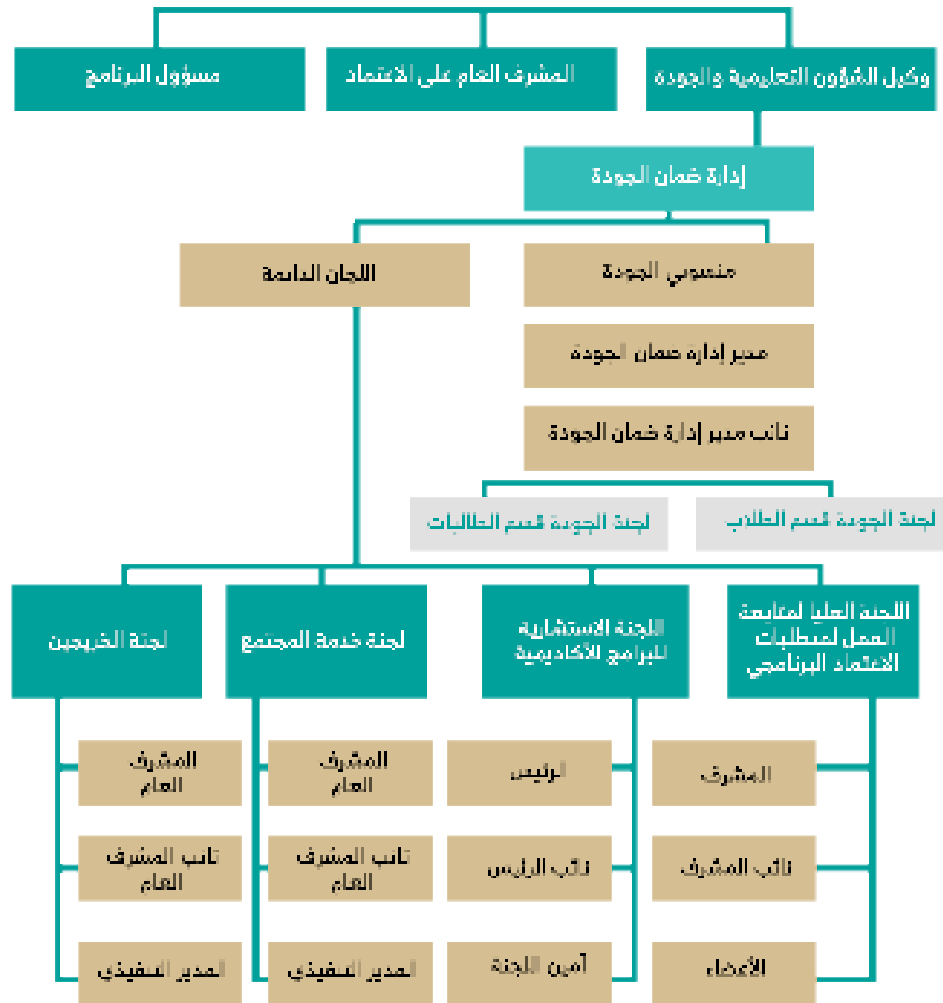 وكيل الشؤون التعليمية والجودة
المشرف العام على الاعتماد
مسؤول البرنامج
إدارة ضمان الجودة
منسوبي الجودة
اللجان الدائمة
مدير إدارة ضمان الجودة
نائب مدير إدارة ضمان الجودة
لجنة الجودة قسم الطلاب
لجنة الجودة قسم الطالبات
اللجنة العليا لمتابعة
العمل لمتطلبات
الاعتماد البرنامجي
اللجنة الاستشارية
للبرامج الأكاديمية
لجنة خدمة المجتمع
لجنة الخريجين
المشرف
الرئيس
المشرف
العام
المشرف
العام
نائب المشرف
نائب الرئيس
نائب المشرف
العام
نائب المشرف
العام
الأعضاء
أمين اللجنة
المدير التنفيذي
المدير التنفيذي